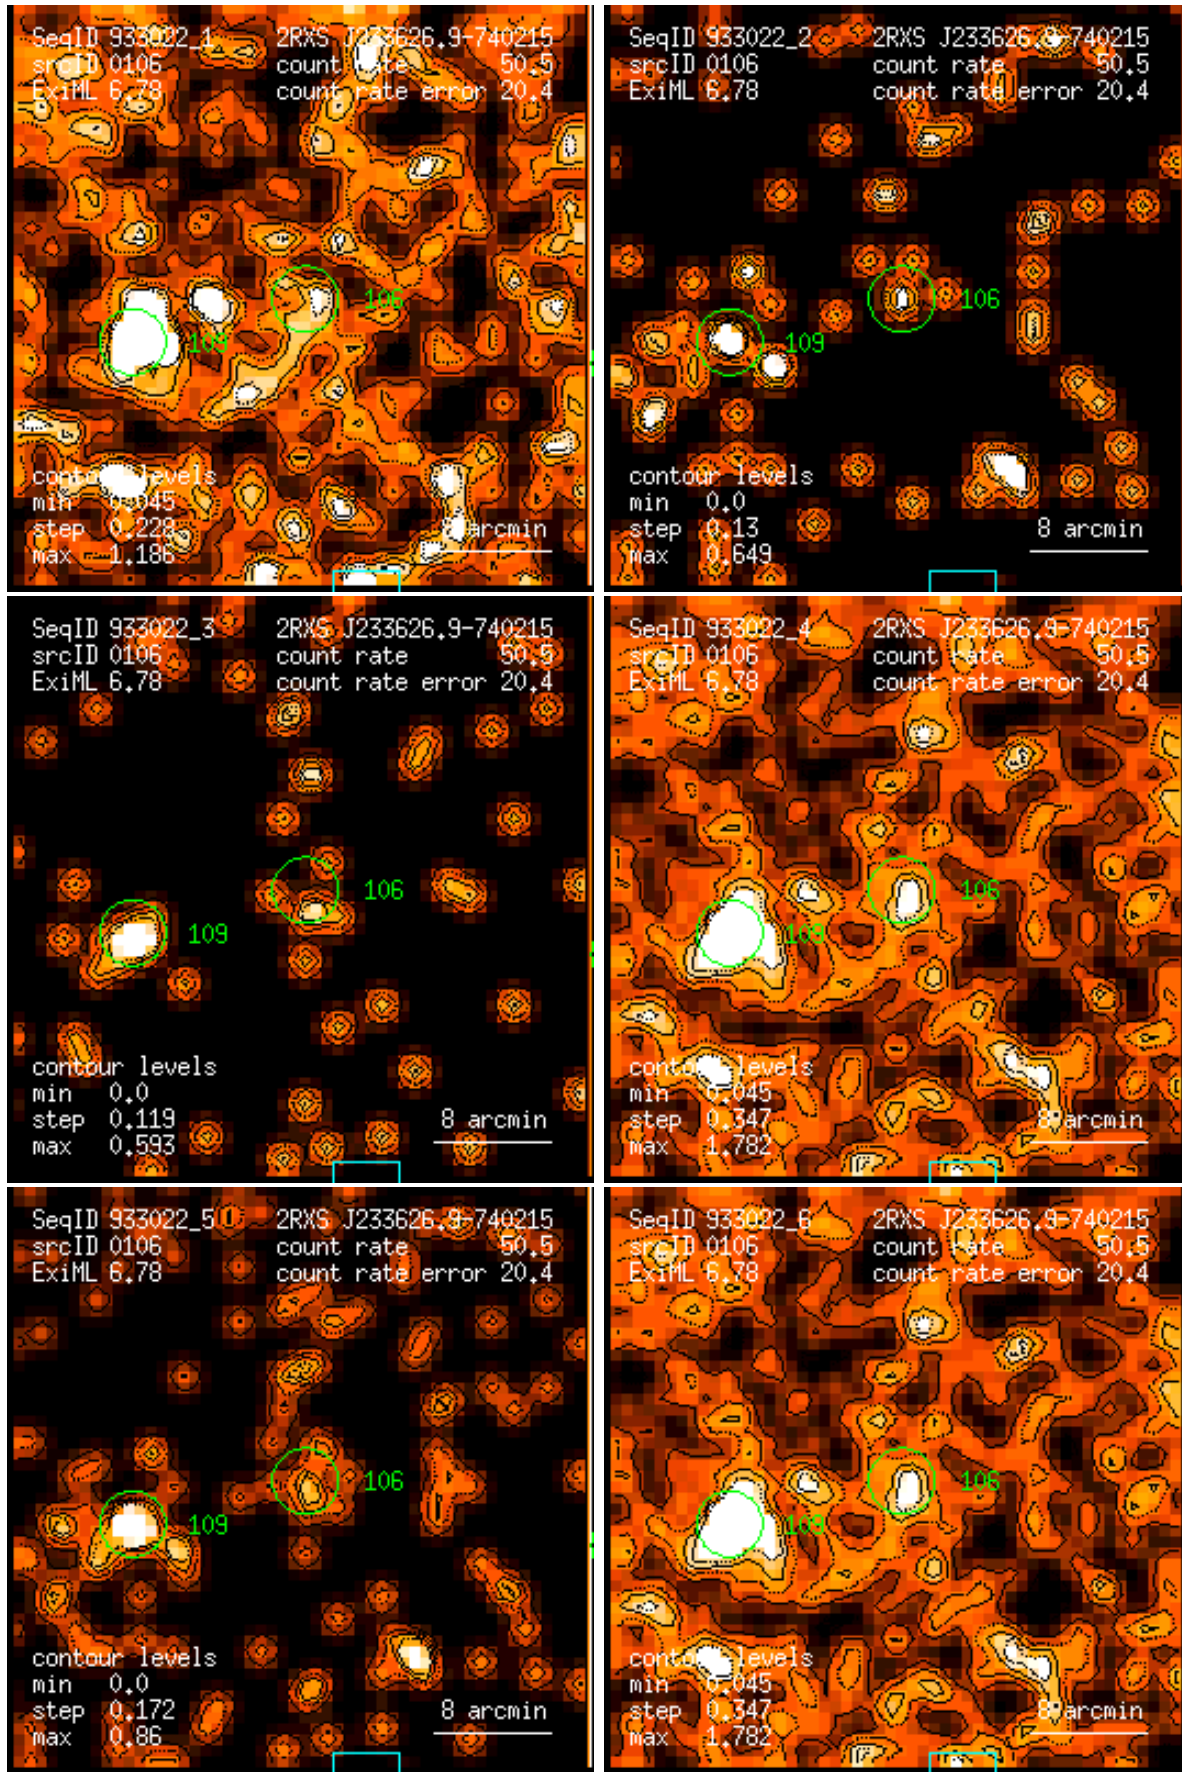 SeqID 933022_1 2RXS J233626.9-740215
srcID 0106 count rate 50.5
ExiML 6.78 count rate error 20.4
106
109
contour levels
min 0.045
step 0.228
max 1.186
8 arcmin
SeqID 933022_2 2RXS J233626.9-740215
srcID 0106 count rate 50.5
ExiML 6.78 count rate error 20.4
106
109
contour levels
min 0.0
step 0.13
max 0.649
8 arcmin
SeqID 933022_3 2RXS J233626.9-740215
srcID 0106 count rate 50.5
ExiML 6.78 count rate error 20.4
106
109
contour levels
min 0.0
step 0.119
max 0.593
8 arcmin
SeqID 933022_4 2RXS J233626.9-740215
srcID 0106 count rate 50.5
ExiML 6.78 count rate error 20.4
106
109
contour levels
min 0.045
step 0.347
max 1.782
8 arcmin
SeqID 933022_5 2RXS J233626.9-740215
srcID 0106 count rate 50.5
ExiML 6.78 count rate error 20.4
106
109
contour levels
min 0.0
step 0.172
max 0.86
8 arcmin
SeqID 933022_6 2RXS J233626.9-740215
srcID 0106 count rate 50.5
ExiML 6.78 count rate error 20.4
106
109
contour levels
min 0.045
step 0.347
max 1.782
8 arcmin